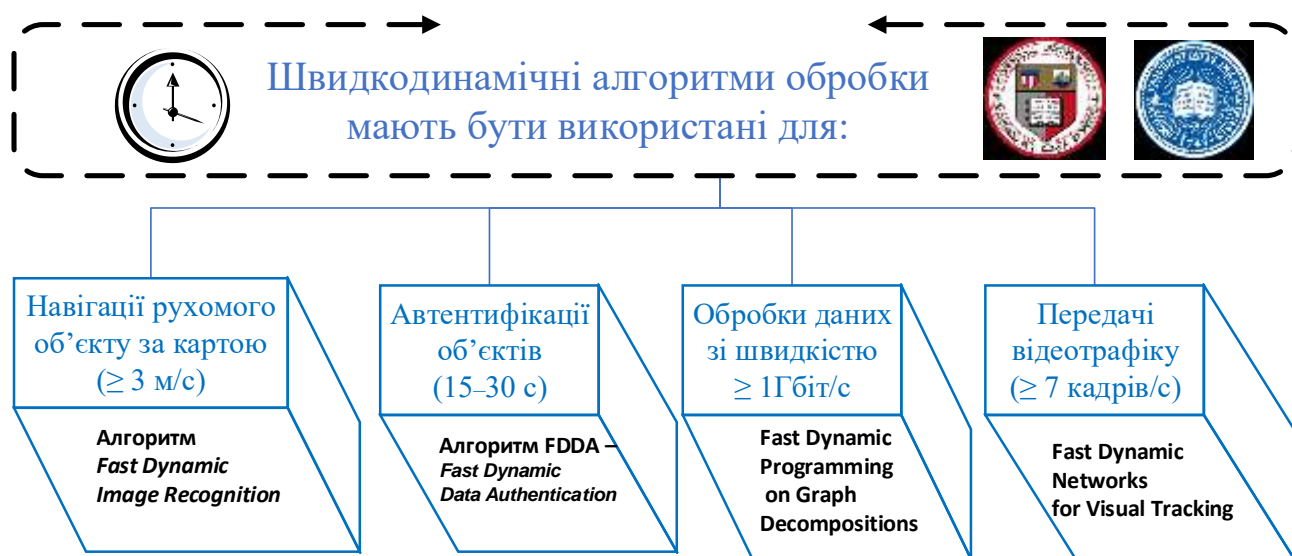 Швидкодинамічні алгоритми обробки
мають бути використані для:
Навігації рухомого
об’єкту за картою
(≥ 3 м/с)
Алгоритм
Fast Dynamic
Image Recognition
Автентифікації
об’єктів
(15–30 с)
Алгоритм FDDA –
Fast Dynamic
Data Authentication
Обробки даних
зі швидкістю
≥ 1Гбіт/с
Fast Dynamic
Programming
on Graph
Decompositions
Передачі
відеотрафіку
(≥ 7 кадрів/с)
Fast Dynamic
Networks
for Visual Tracking